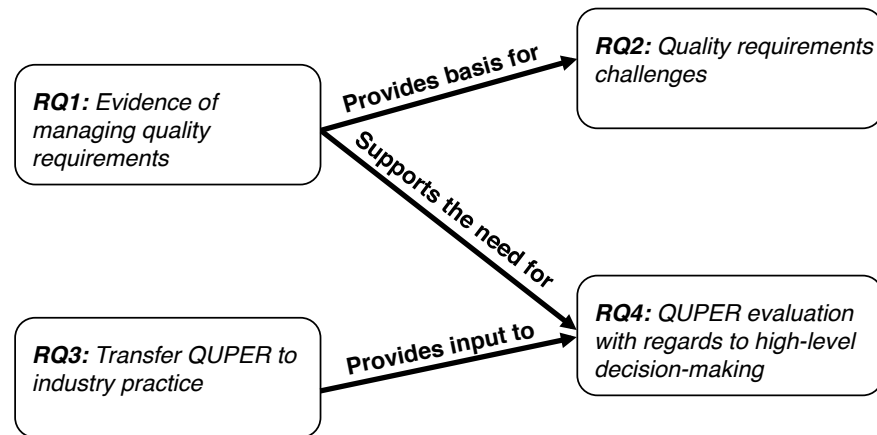 RQ1: Evidence of
managing quality
requirements
Provides basis for
RQ2: Quality requirements
challenges
Supports the need for
RQ3: Transfer QUPER to
industry practice
Provides input to
RQ4: QUPER evaluation
with regards to high-level
decision-making